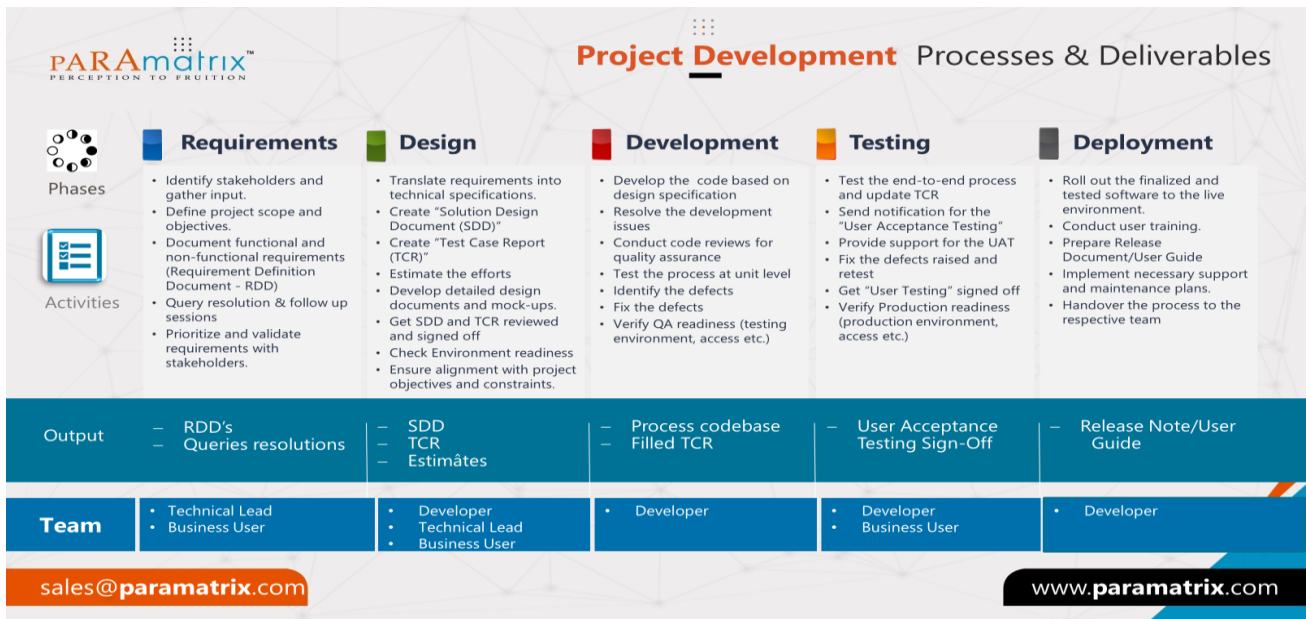 PARAmatrix™
PERCEPTION TO FRUITION
Project Development Processes & Deliverables
Phases
Activities
Requirements
• Identify stakeholders and
gather input.
• Define project scope and
objectives.
• Document functional and
non-functional requirements
(Requirement Definition
Document - RDD)
• Query resolution & follow up
sessions
• Prioritize and validate
requirements with
stakeholders.
Design
• Translate requirements into
technical specifications.
• Create “Solution Design
Document (SDD)”
• Create “Test Case Report
(TCR)”
• Estimate the efforts
• Develop detailed design
documents and mock-ups.
• Get SDD and TCR reviewed
and signed off
• Check Environment readiness
• Ensure alignment with project
objectives and constraints.
Development
• Develop the code based on
design specification
• Resolve the development
issues
• Conduct code reviews for
quality assurance
• Test the process at unit level
• Identify the defects
• Fix the defects
• Verify QA readiness (testing
environment, access etc.)
Testing
• Test the end-to-end process
and update TCR
• Send notification for the
“User Acceptance Testing”
• Provide support for the UAT
• Fix the defects raised and
retest
• Get “User Testing” signed off
• Verify Production readiness
(production environment,
access etc.)
Deployment
• Roll out the finalized and
tested software to the live
environment.
• Conduct user training.
• Prepare Release
Document/User Guide
• Implement necessary support
and maintenance plans.
• Handover the process to the
respective team
Output
– RDD’s
– Queries resolutions
– SDD
– TCR
– Estimâtes
– Process codebase
– Filled TCR
– User Acceptance
Testing Sign-Off
– Release Note/User
Guide
Team
• Technical Lead
• Business User
• Developer
• Technical Lead
• Business User
• Developer
• Developer
• Business User
• Developer
sales@paramatrix.com
www.paramatrix.com